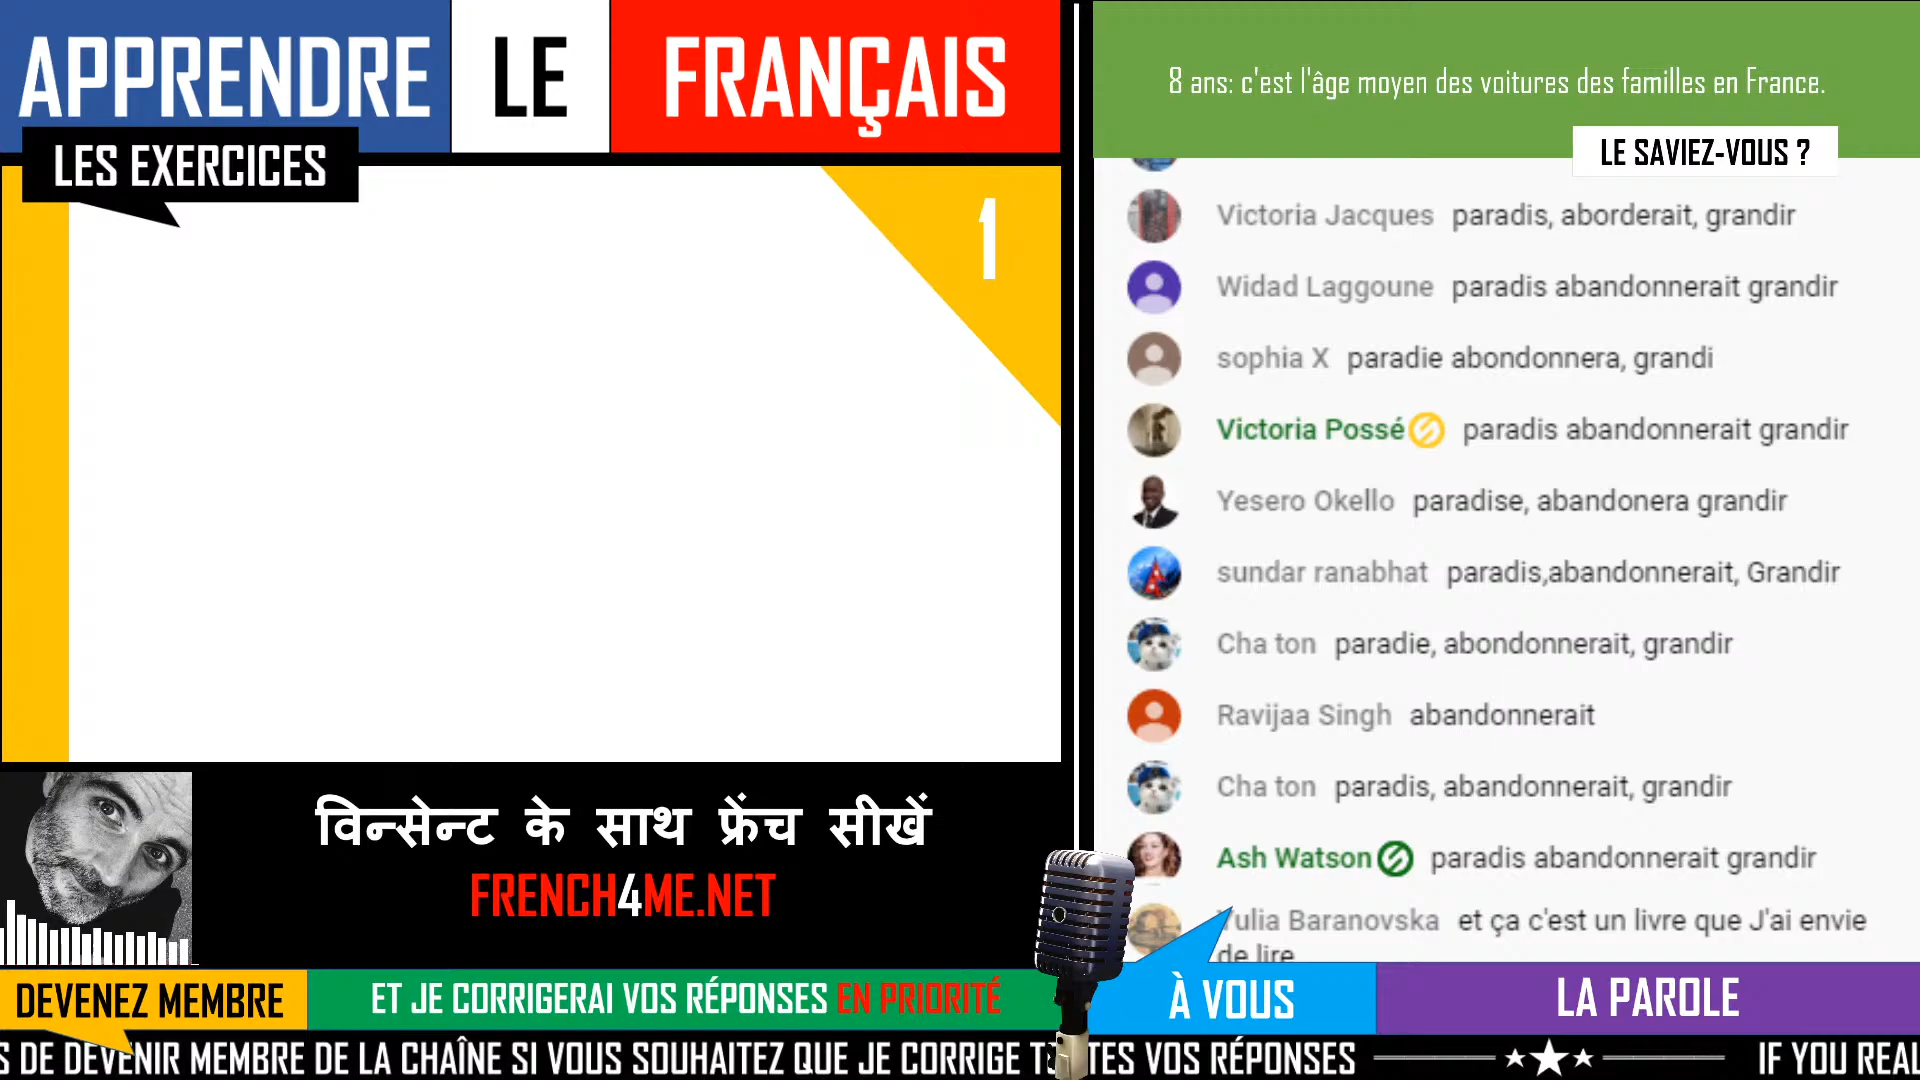 APPRENDRE LE FRANÇAIS
LES EXERCICES
1
8 ans: c'est l'âge moyen des voitures des familles en France.
LE SAVIEZ-VOUS ?
Victoria Jacques paradis, aborderait, grandir
Widad Laggoune paradis abandonnerait grandir
sophia X paradie abondonnera, grandi
Victoria Possé paradis abandonnerait grandir
Yesero Okello paradise, abandonera grandir
sundar ranabhat paradis,abandonnerait, Grandir
Cha ton paradie, abondonnerait, grandir
Ravijaa Singh abandonnerait
Cha ton paradis, abandonnerait, grandir
Ash Watson paradis abandonnerait grandir
Yulia Baranovska et ça c'est un livre que J'ai envie
de lire
विन्सेन्ट के साथ फ्रेंच सीखें
FRENCH4ME.NET
DEVENEZ MEMBRE
ET JE CORRIGERAI VOS RÉPONSES EN PRIORITÉ
À VOUS
LA PAROLE
S DE DEVENIR MEMBRE DE LA CHAÎNE SI VOUS SOUHAITEZ QUE JE CORRIGE TOUTES VOS RÉPONSES IF YOU REAL